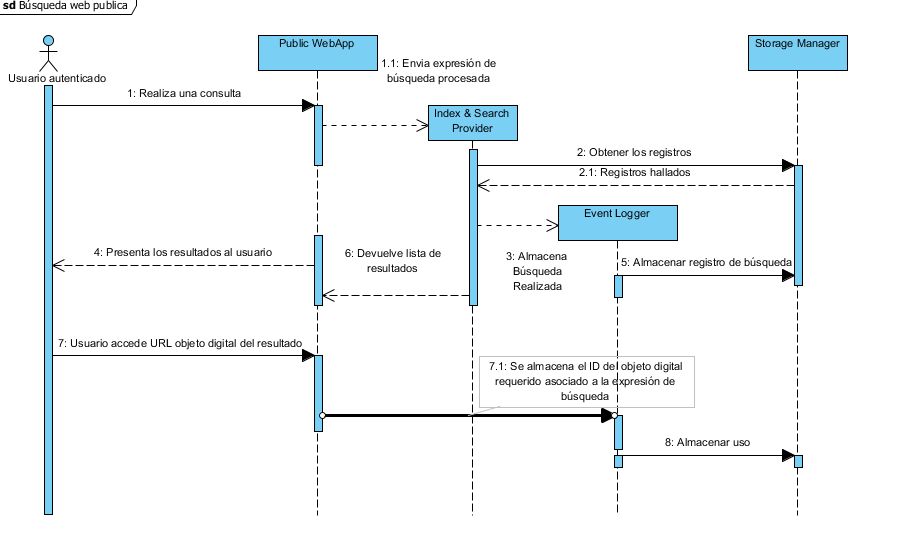 sd Búsqueda web publica
Usuario autenticado
Public WebApp
Storage Manager
1.1: Envia expresión de
búsqueda procesada
1: Realiza una consulta
Index & Search
Provider
2: Obtener los registros
2.1: Registros hallados
Event Logger
4: Presenta los resultados al usuario
6: Devuelve lista de
resultados
3: Almacena
Búsqueda
Realizada
5: Almacenar registro de búsqueda
7: Usuario accede URL objeto digital del resultado
7.1: Se almacena el ID del objeto digital
requerido asociado a la expresión de
búsqueda
8: Almacenar uso